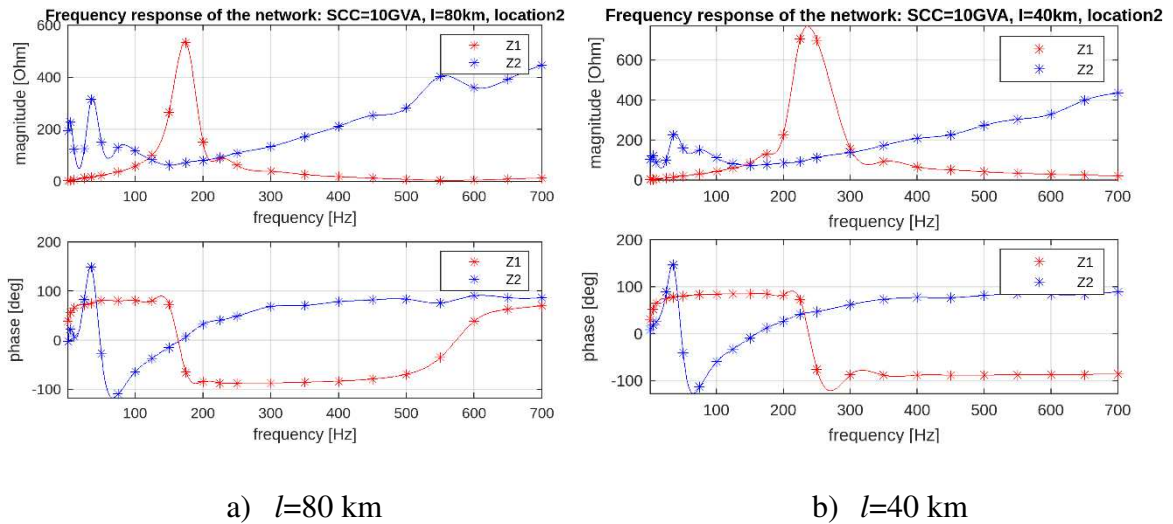 Frequency response of the network: SCC=10GVA, l=80km, location2
600
400
200
0
magnitude [Ohm]
Z1
Z2
100 200 300 400 500 600 700
frequency [Hz]
200
100
0
-100
phase [deg]
Z1
Z2
100 200 300 400 500 600 700
frequency [Hz]
a) l=80 km
Frequency response of the network: SCC=10GVA, l=40km, location2
600
400
200
0
magnitude [Ohm]
Z1
Z2
100 200 300 400 500 600 700
frequency [Hz]
200
100
0
-100
phase [deg]
Z1
Z2
100 200 300 400 500 600 700
frequency [Hz]
b) l=40 km